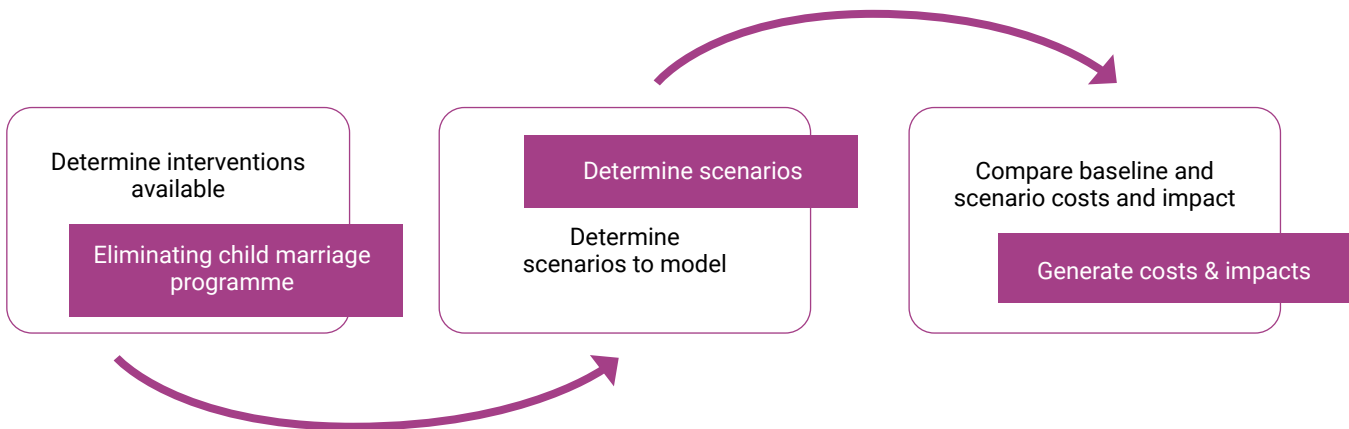 Determine interventions
available
Eliminating child marriage
programme
Determine scenarios
Determine
scenarios to model
Compare baseline and
scenario costs and impact
Generate costs & impacts